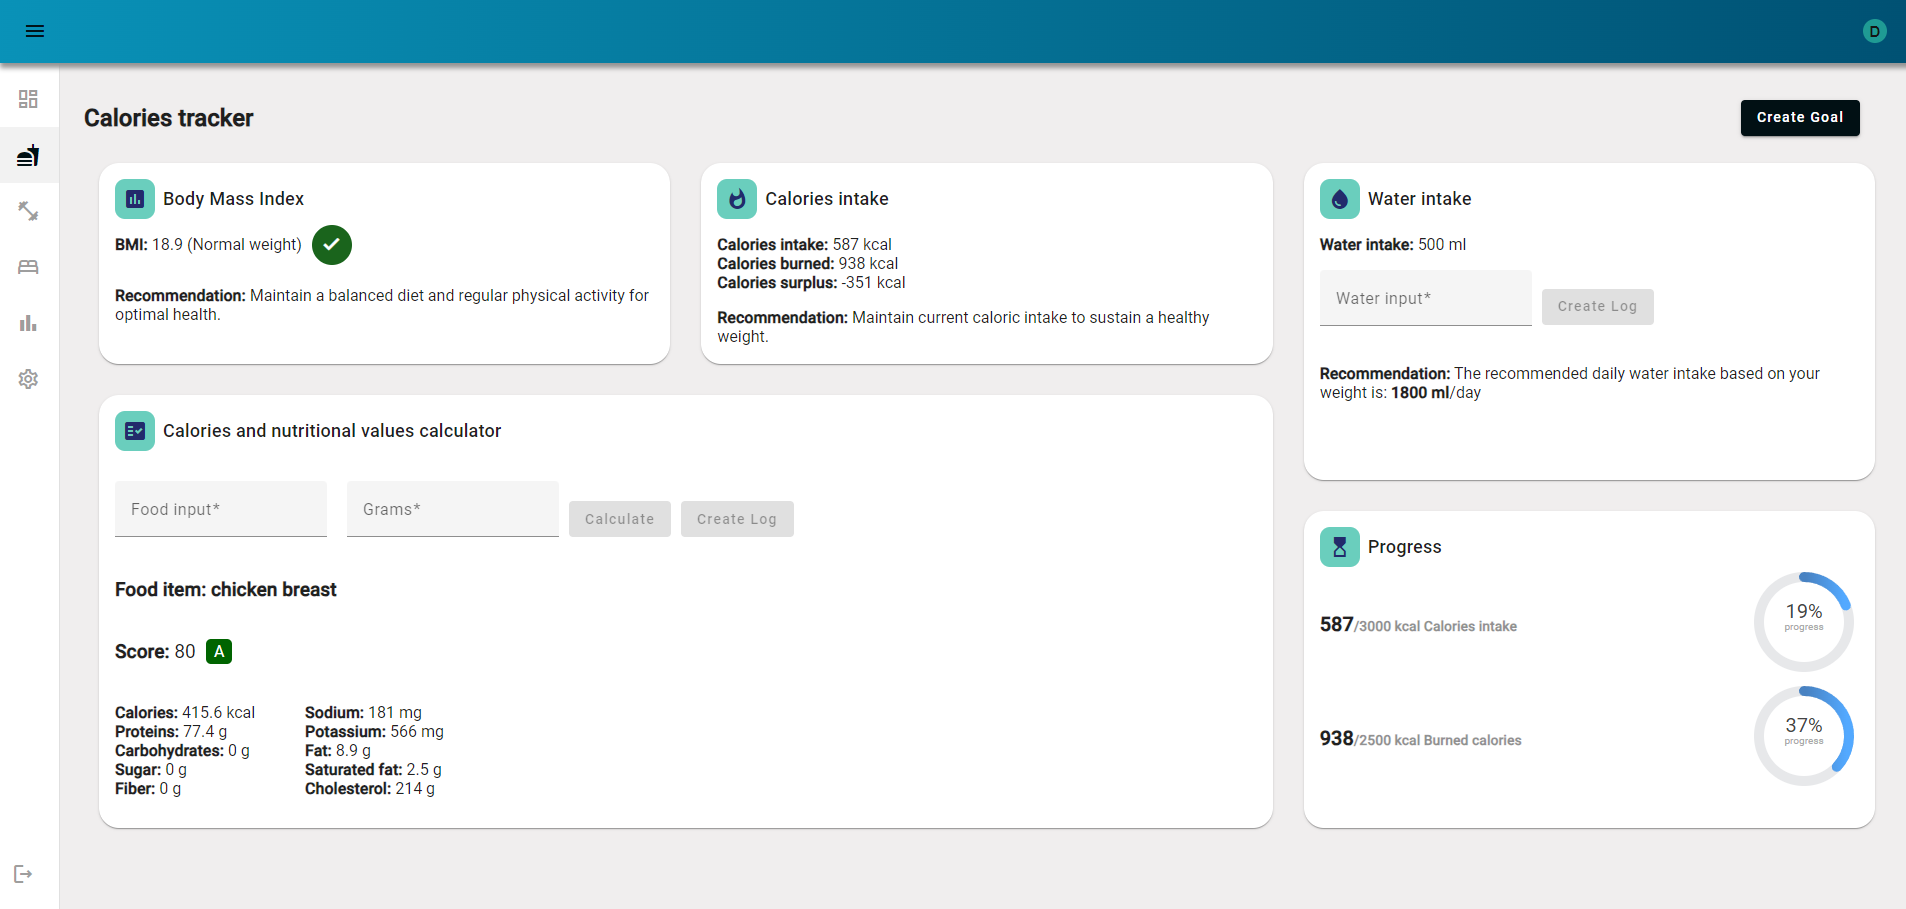 D
Calories tracker
Create Goal
Body Mass Index
BMI: 18.9 (Normal weight)
Recommendation: Maintain a balanced diet and regular physical activity for
optimal health.
Calories intake
Calories intake: 587 kcal
Calories burned: 938 kcal
Calories surplus: -351 kcal
Recommendation: Maintain current caloric intake to sustain a healthy
weight.
Water intake
Water intake: 500 ml
Water input*
Create Log
Recommendation: The recommended daily water intake based on your
weight is: 1800 ml/day
Calories and nutritional values calculator
Food input*
Grams*
Calculate
Create Log
Food item: chicken breast
Score: 80 A
Calories: 415.6 kcal
Proteins: 77.4 g
Carbohydrates: 0 g
Sugar: 0 g
Fiber: 0 g
Sodium: 181 mg
Potassium: 566 mg
Fat: 8.9 g
Saturated fat: 2.5 g
Cholesterol: 214 g
Progress
587/3000 kcal Calories intake
19%
progress
938/2500 kcal Burned calories
37%
progress